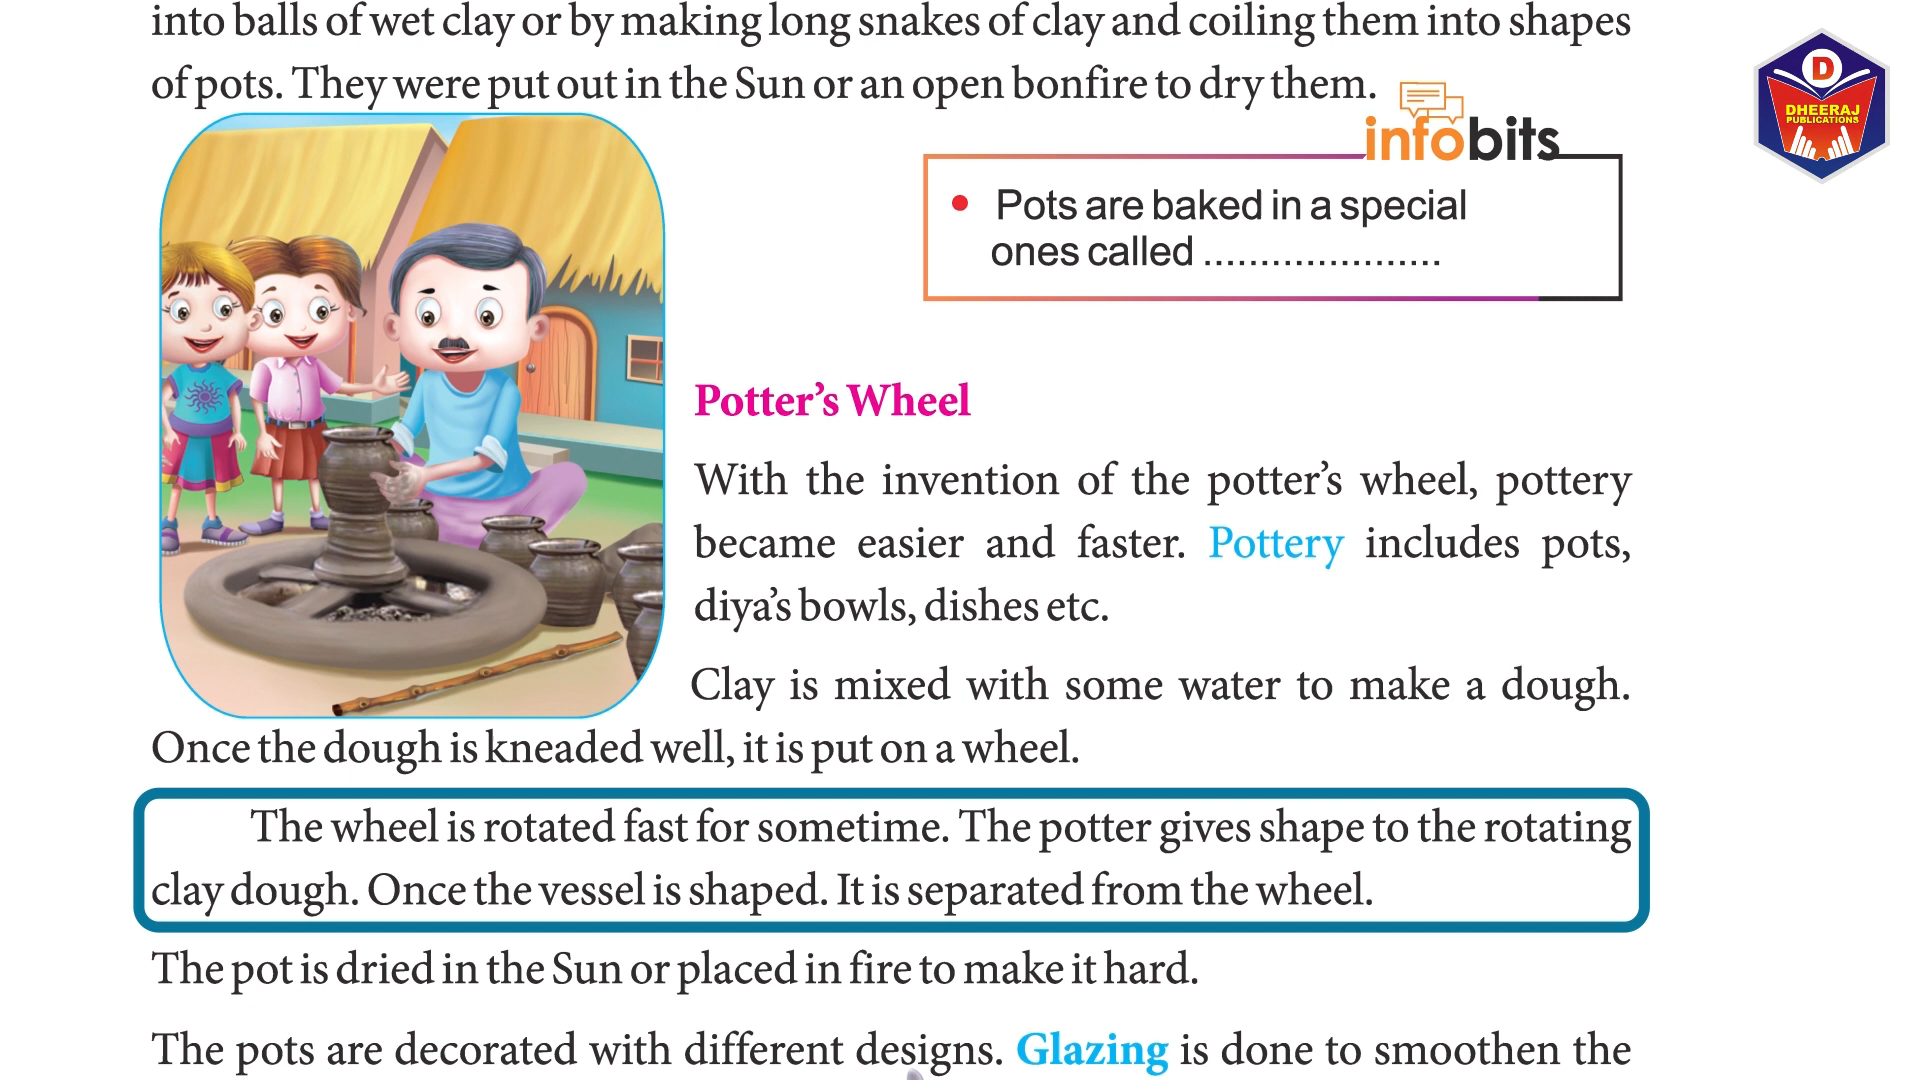 into balls of wet clay or by making long snakes of clay and coiling them into shapes
of pots. They were put out in the Sun or an open bonfire to dry them.
infobits
• Pots are baked in a special
ones called .....................
D
DHEERAJ
PUBLICATIONS
Potter’s Wheel
With the invention of the potter’s wheel, pottery
became easier and faster. Pottery includes pots,
diya’s bowls, dishes etc.
Clay is mixed with some water to make a dough.
Once the dough is kneaded well, it is put on a wheel.
The wheel is rotated fast for sometime. The potter gives shape to the rotating
clay dough. Once the vessel is shaped. It is separated from the wheel.
The pot is dried in the Sun or placed in fire to make it hard.
The pots are decorated with different designs. Glazing is done to smoothen the